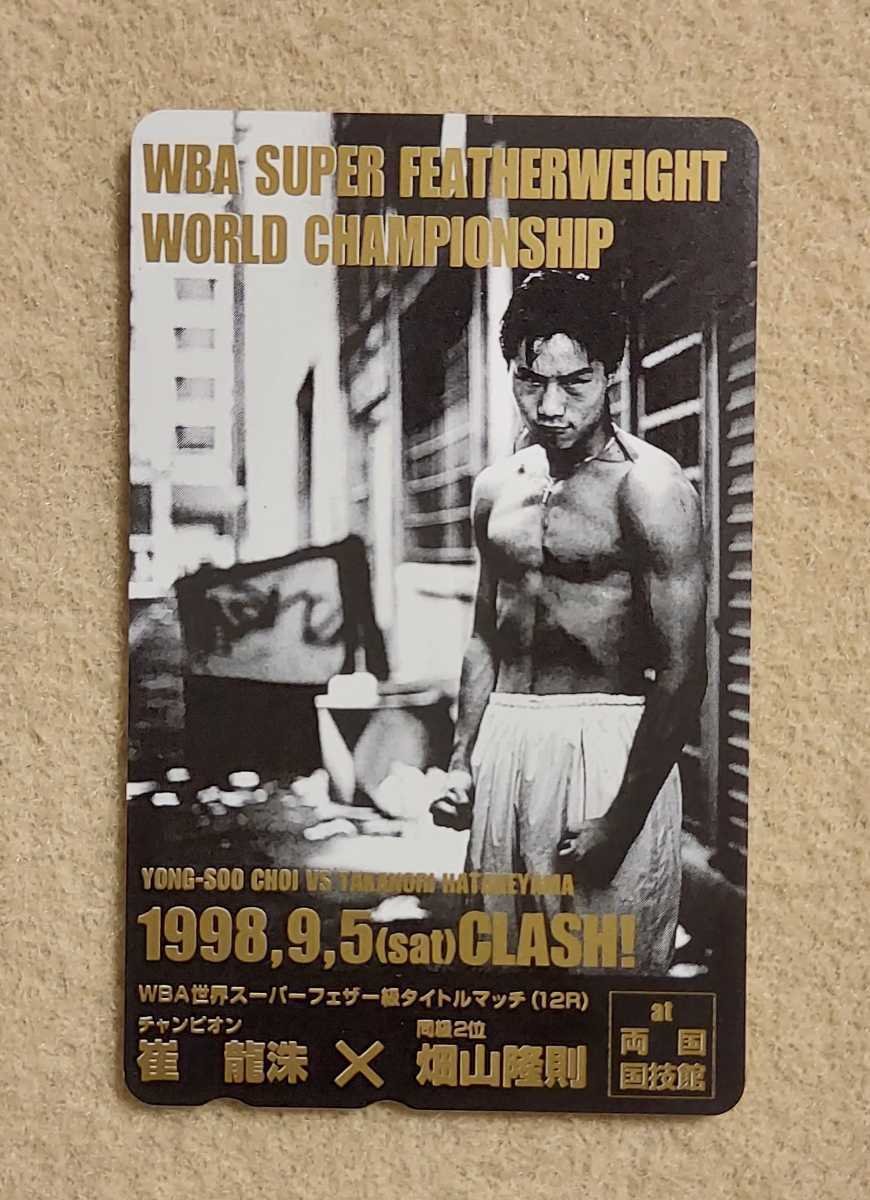 WBA SUPER FEATHERWEIGHT
WORLD CHAMPIONSHIP
YONG-SOO CHOI VS TAKANORI HATAKEYAMA
1998,9,5(sat)CLASH!
WBA世界スーパーフェザー級タイトルマッチ(12R)
チャンピオン
同級2位
崔 龍洙 × 畑山隆則
at
両国
国技館